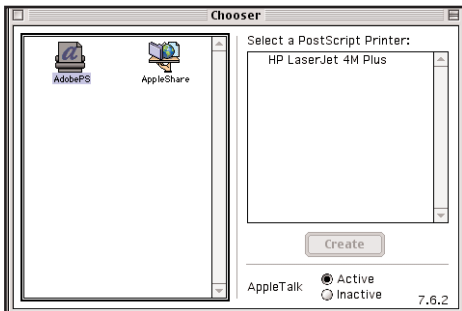 Chooser
AdobePS
AppleShare
Select a PostScript Printer:
HP LaserJet 4M Plus
Create
AppleTalk
Active
Inactive
7.6.2